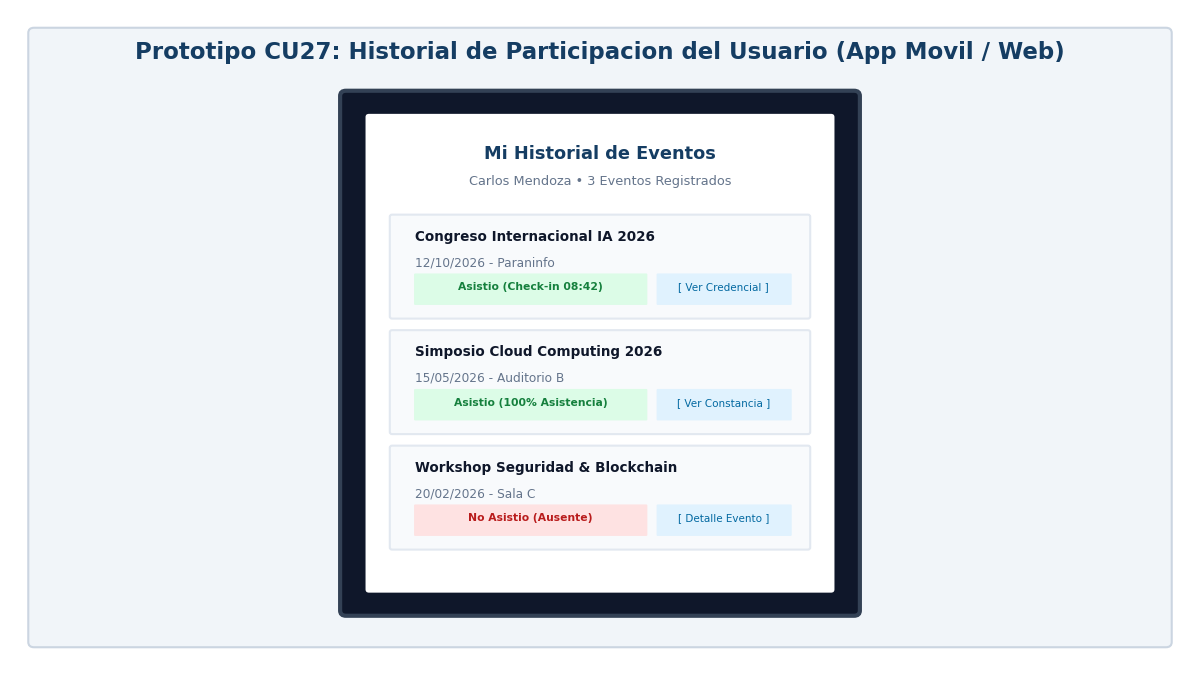 Prototipo CU27: Historial de Participacion del Usuario (App Movil / Web)
Mi Historial de Eventos
Carlos Mendoza • 3 Eventos Registrados
Congreso Internacional IA 2026
12/10/2026 - Paraninfo
Asistio (Check-in 08:42) [ Ver Credencial ]
Simposio Cloud Computing 2026
15/05/2026 - Auditorio B
Asistio (100% Asistencia) [ Ver Constancia ]
Workshop Seguridad & Blockchain
20/02/2026 - Sala C
No Asistio (Ausente) [ Detalle Evento ]